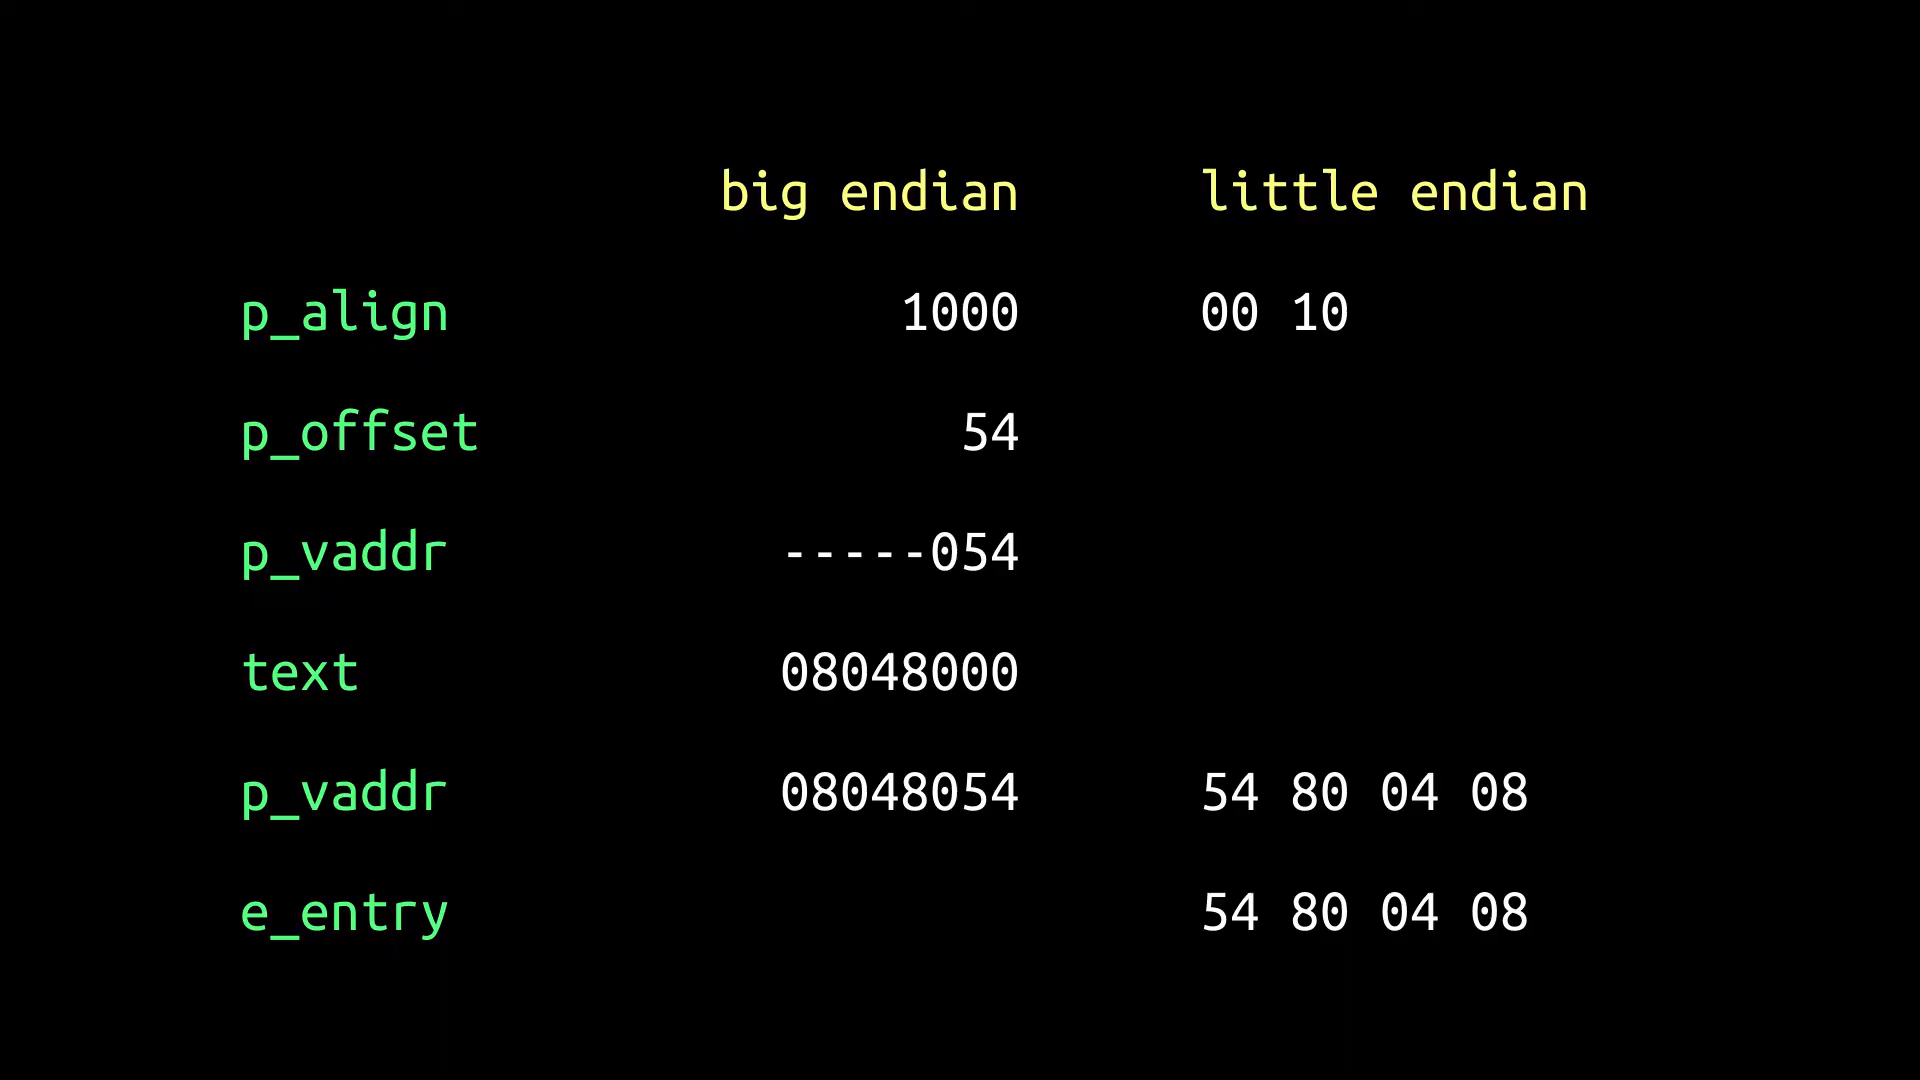 big endian little endian
p_align 1000 00 10
p_offset 54
p_vaddr -----054
text 08048000
p_vaddr 08048054 54 80 04 08
e_entry 54 80 04 08